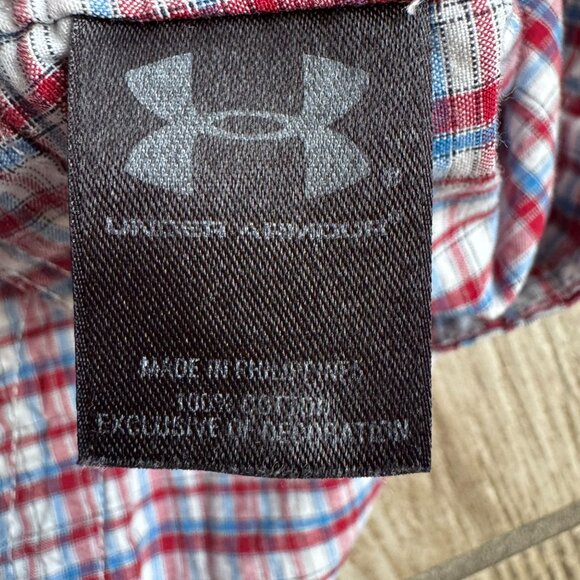 UNDER ARMOUR
MADE IN PHILIPPINES
100% COTTON
EXCLUSIVE OF DECORATION